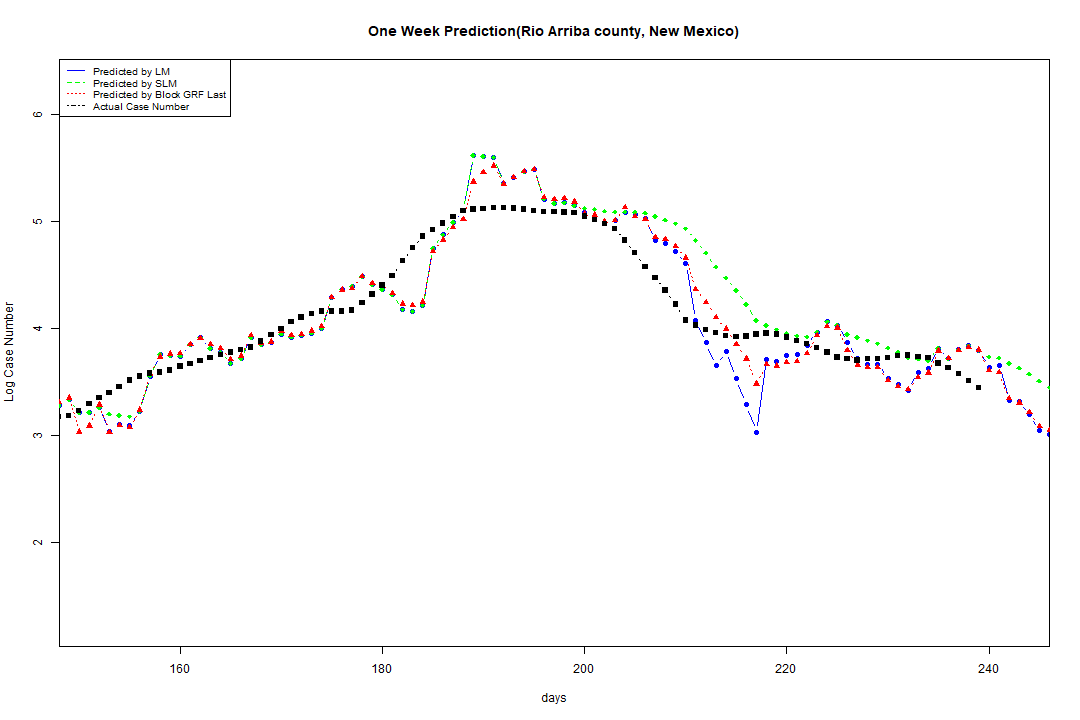 One Week Prediction(Rio Arriba county, New Mexico)
Predicted by LM
Predicted by SLM
Predicted by Block GRF Last
Actual Case Number
6
5
4
3
2
Log Case Number
160 180 200 220 240
days